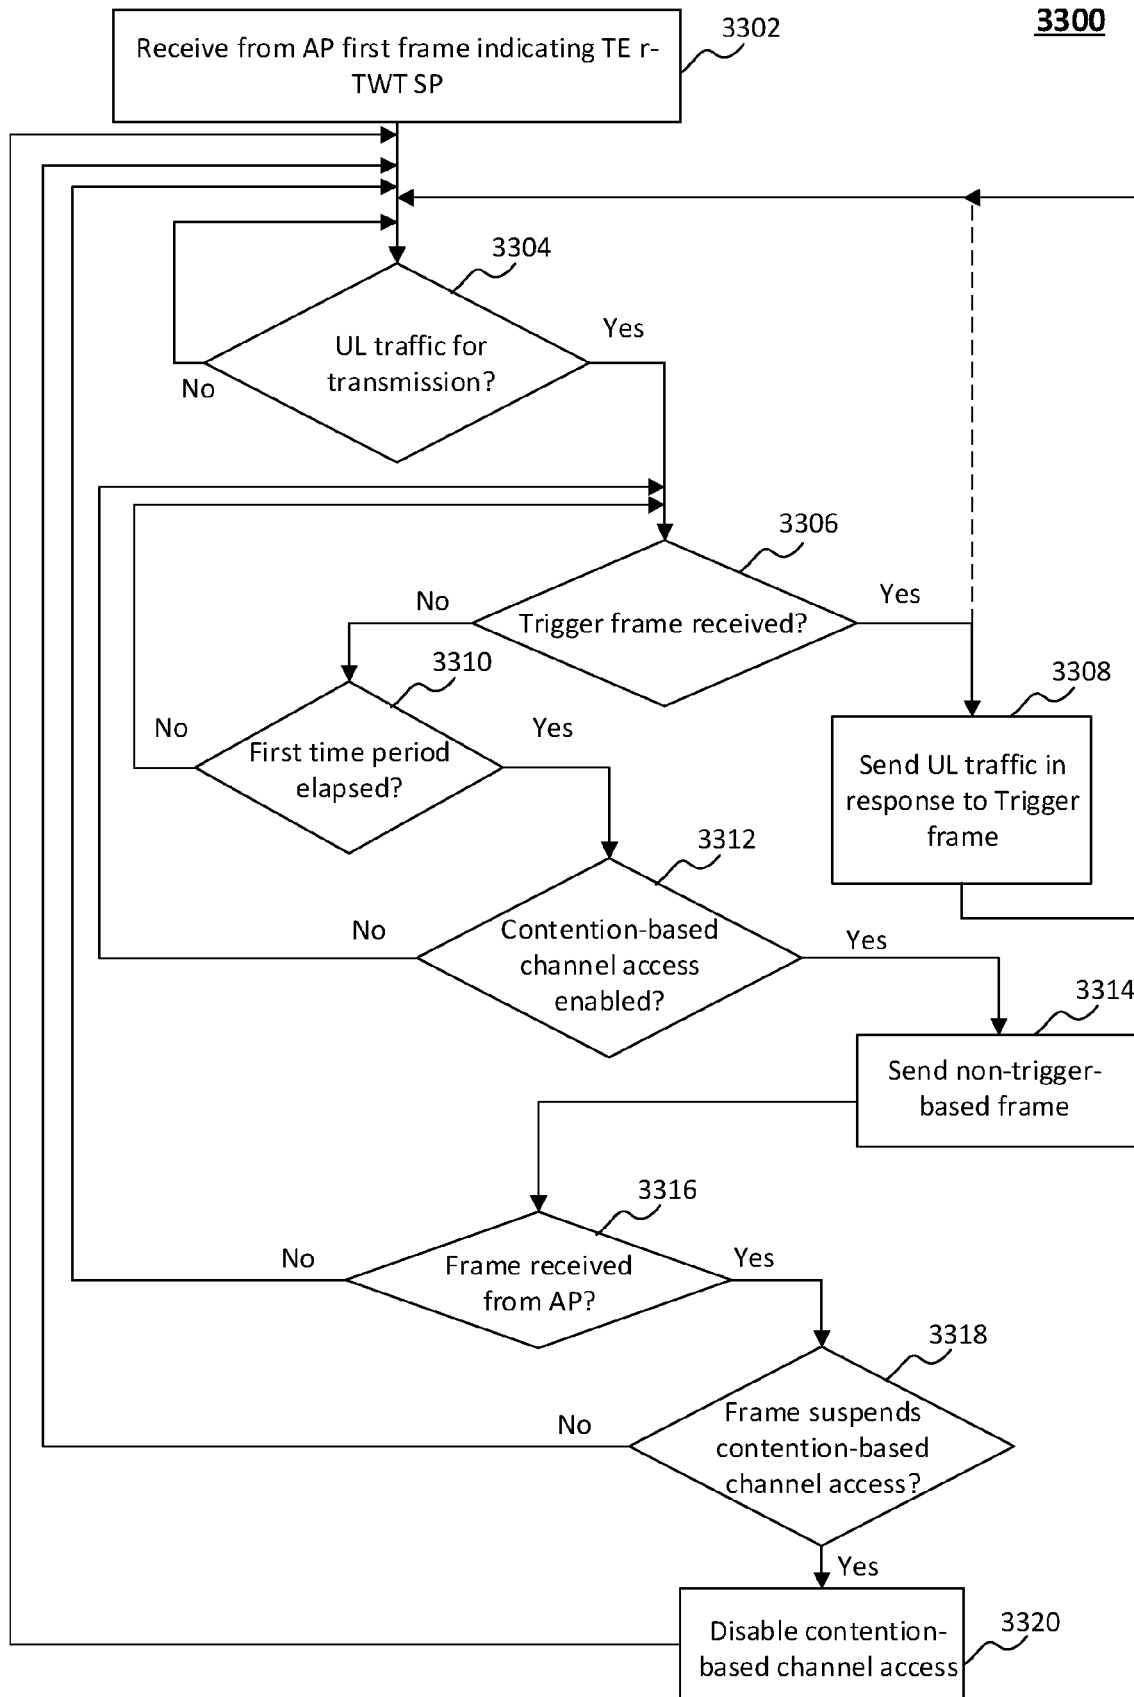 3300
3302
Receive from AP first frame indicating TE r-
TWT SP
3304
UL traffic for
transmission?
Yes
No
3306
Trigger frame received?
No
Yes
3308
Send UL traffic in
response to Trigger
frame
3310
First time period
elapsed?
No
Yes
3312
Contention-based
channel access
enabled?
No
Yes
3314
Send non-trigger-
based frame
3316
Frame received
from AP?
No
Yes
3318
Frame suspends
contention-based
channel access?
No
Yes
3320
Disable contention-
based channel access